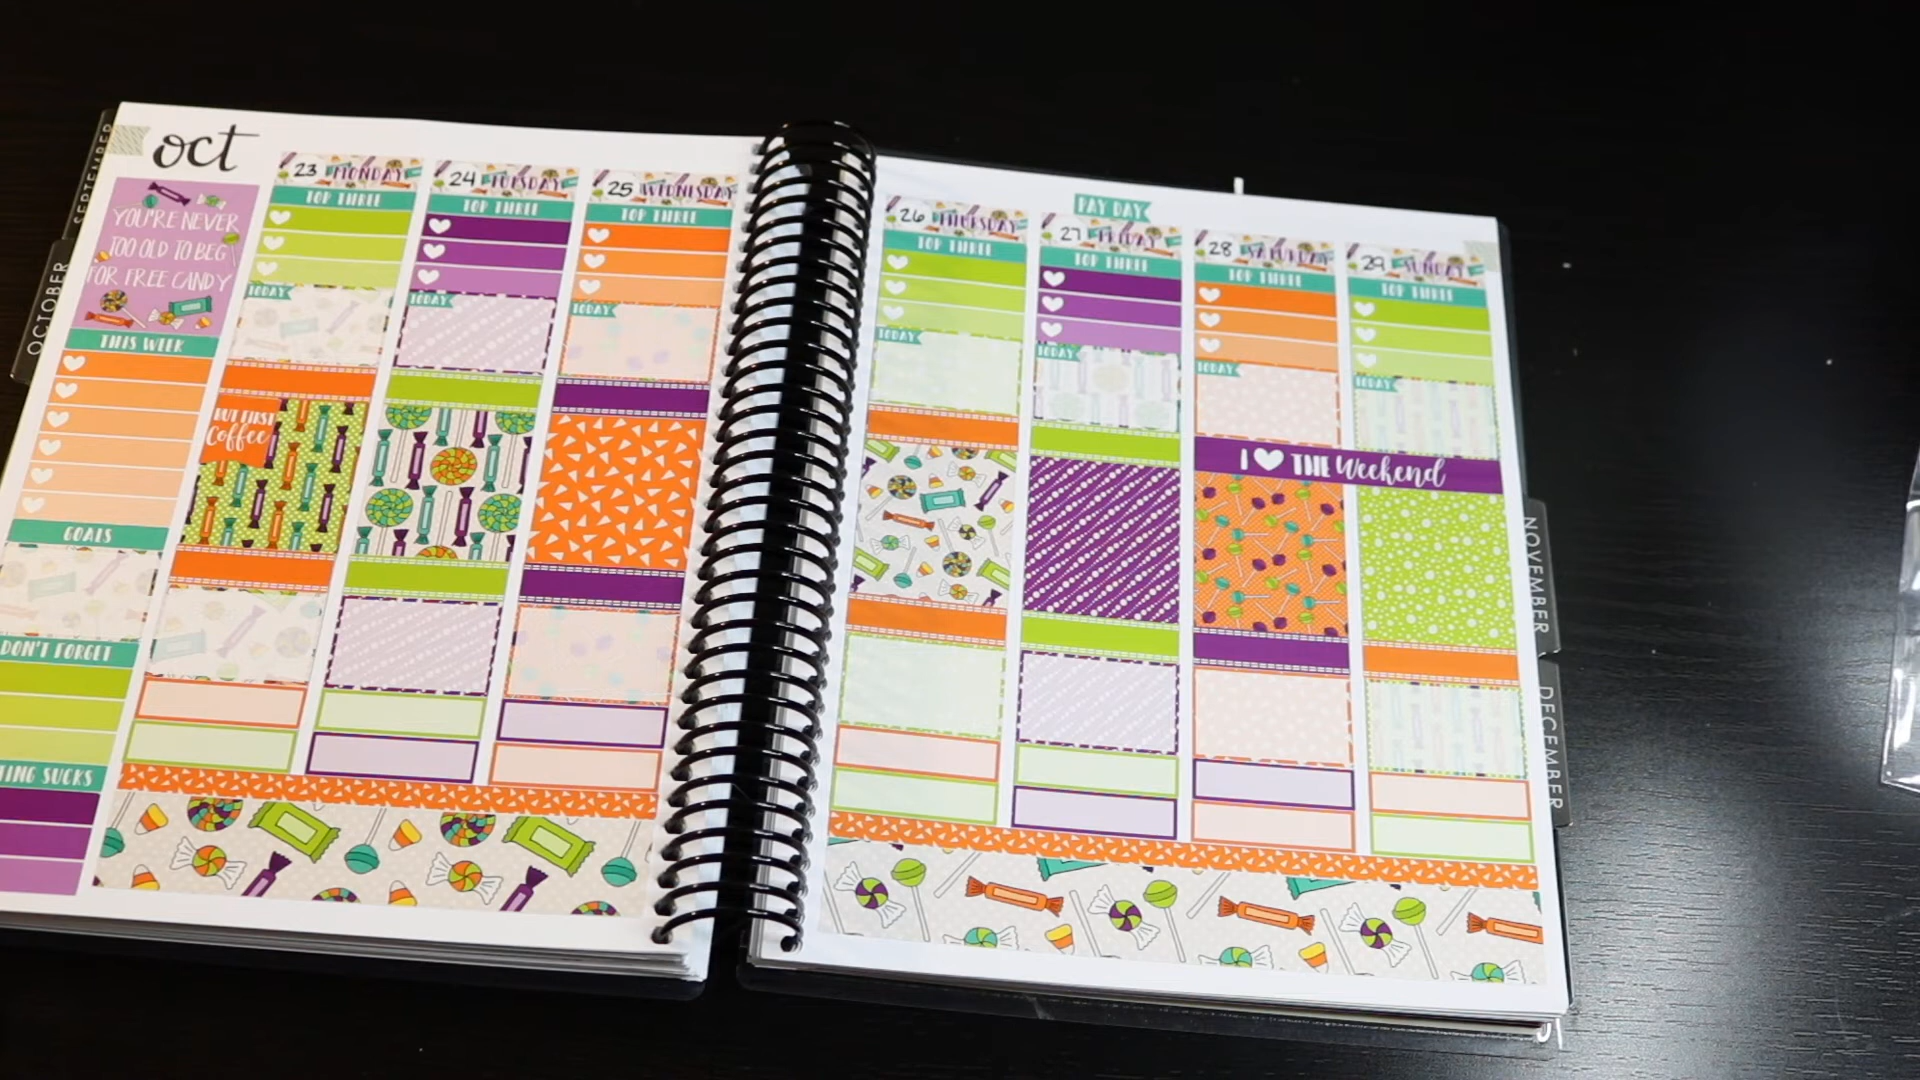 oct
YOU'RE NEVER
TOO OLD TO BEG
FOR FREE CANDY
THIS WEEK
GOALS
DON'T FORGET
TING SUCKS
23 MONDAY
TOP THREE
TODAY
BUT FIRST
Coffee
24 TUESDAY
TOP THREE
TODAY
25 WEDNESDAY
TOP THREE
TODAY
26 THURSDAY
TOP THREE
TODAY
PAY DAY
27 FRIDAY
TOP THREE
TODAY
28 SATURDAY
TOP THREE
TODAY
29 SUNDAY
TOP THREE
TODAY
I THE Weekend
SEPTEMBER
OCTOBER
NOVEMBER
DECEMBER